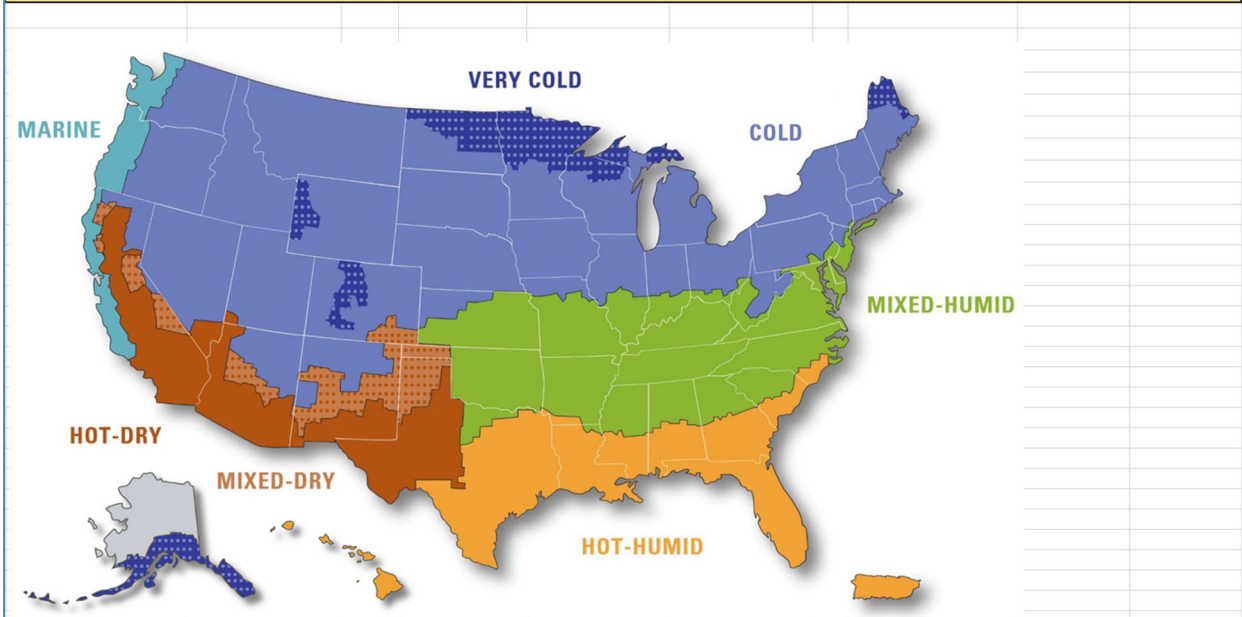 VERY COLD
MARINE
COLD
MIXED-HUMID
HOT-DRY
MIXED-DRY
HOT-HUMID